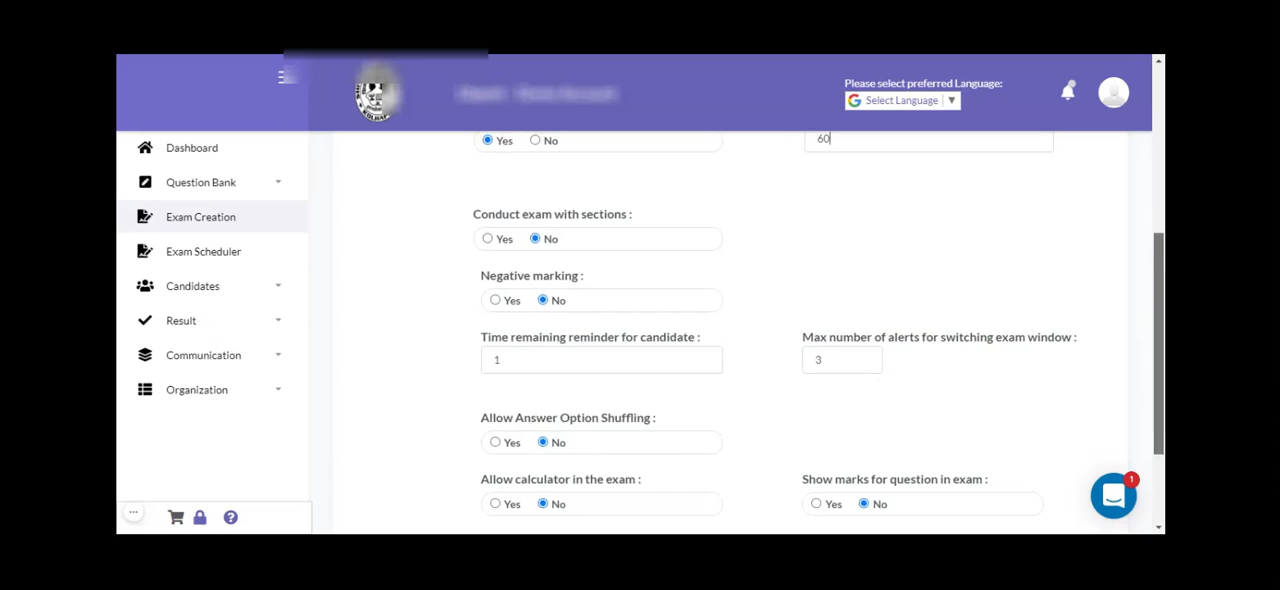 Please select preferred Language:
Select Language ▼
Dashboard
Question Bank
Exam Creation
Exam Scheduler
Candidates
Result
Communication
Organization
Yes No
60
Conduct exam with sections :
Yes No
Negative marking :
Yes No
Time remaining reminder for candidate :
1
Max number of alerts for switching exam window :
3
Allow Answer Option Shuffling :
Yes No
Allow calculator in the exam :
Yes No
Show marks for question in exam :
Yes No
1